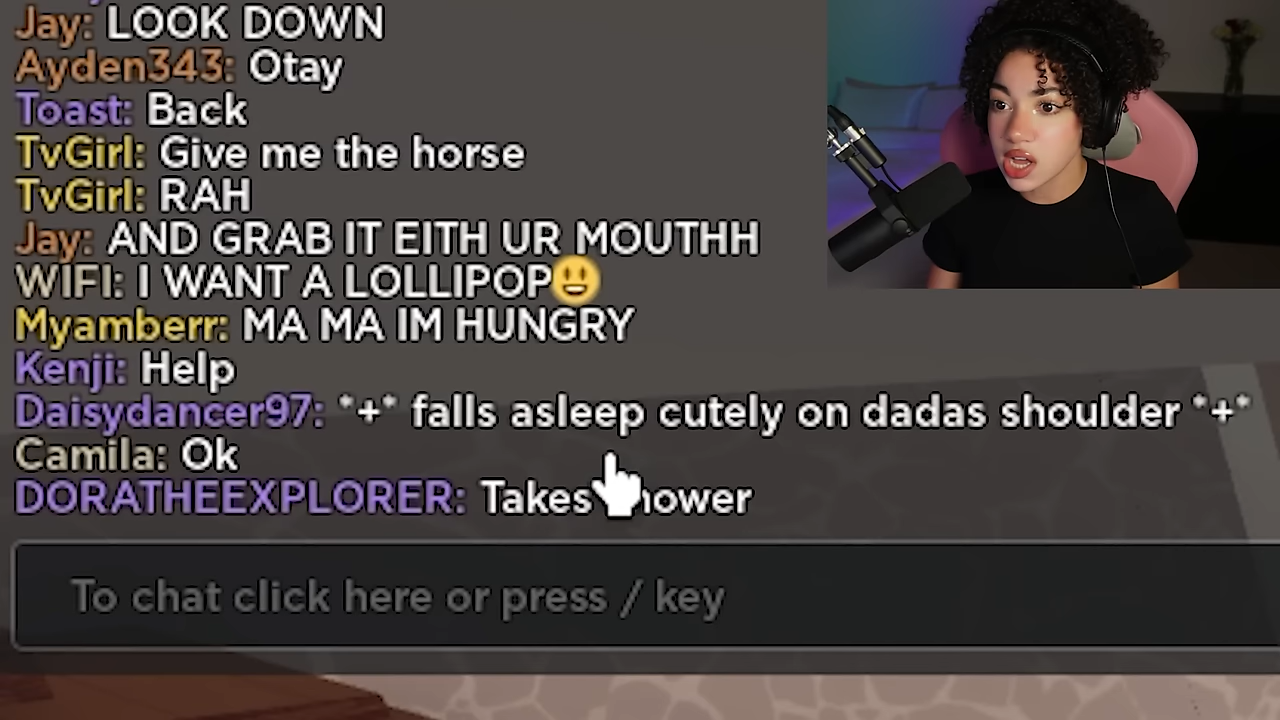 Jay: LOOK DOWN
Ayden343: Otay
Toast: Back
TvGirl: Give me the horse
TvGirl: RAH
Jay: AND GRAB IT EITH UR MOUTHH
WIFI: I WANT A LOLLIPOP😃
Myamberr: MA MA IM HUNGRY
Kenji: Help
Daisydancer97: *+* falls asleep cutely on dadas shoulder *+*
Camila: Ok
DORATHEEXPLORER: Takes
To chat click here or press / key